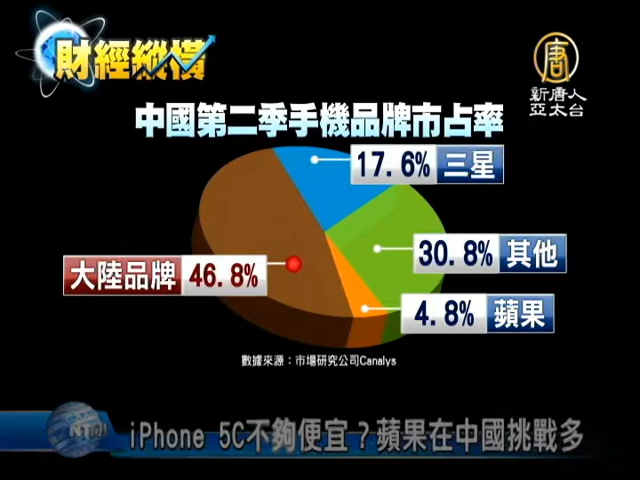 財經縱橫
唐
新唐人
亞太台
中國第二季手機品牌市占率
17.6% 三星
30.8% 其他
大陸品牌 46.8%
4.8% 蘋果
數據來源：市場研究公司Canalys
iPhone 5C不夠便宜？蘋果在中國挑戰多